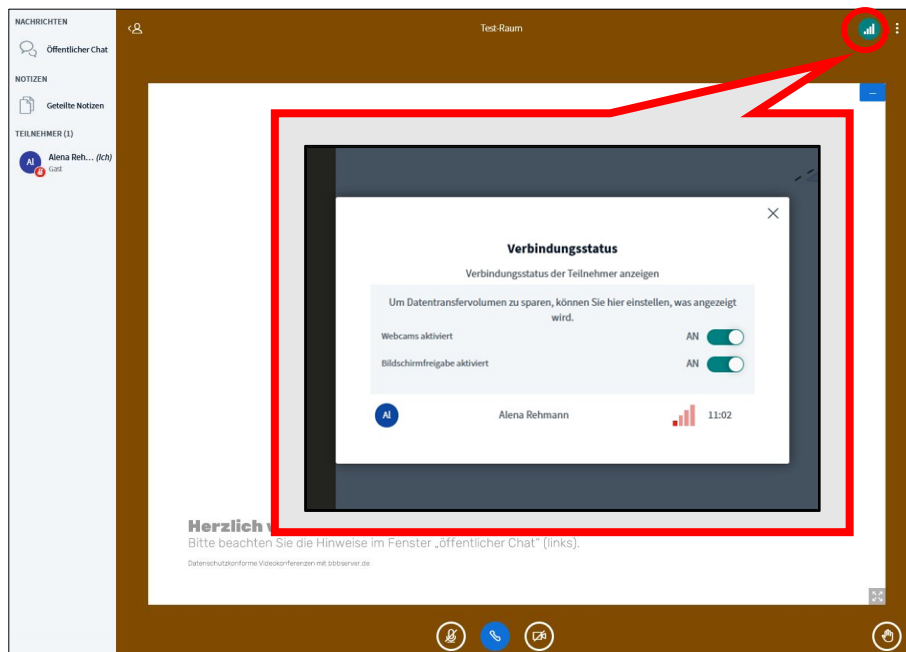 NACHRICHTEN
Öffentlicher Chat
NOTIZEN
Geteilte Notizen
TEILNEHMER (1)
Al
Alena Reh... (Ich)
Gast
Test-Raum
Verbindungsstatus
Verbindungsstatus der Teilnehmer anzeigen
Um Datentransfervolumen zu sparen, können Sie hier einstellen, was angezeigt
wird.
Webcams aktiviert AN
Bildschirmfreigabe aktiviert AN
Al Alena Rehmann 11:02
Herzlich
Bitte beachten Sie die Hinweise im Fenster „öffentlicher Chat" (links).
Datenschutzkonforme Videokonferenzen mit bbbserver.de